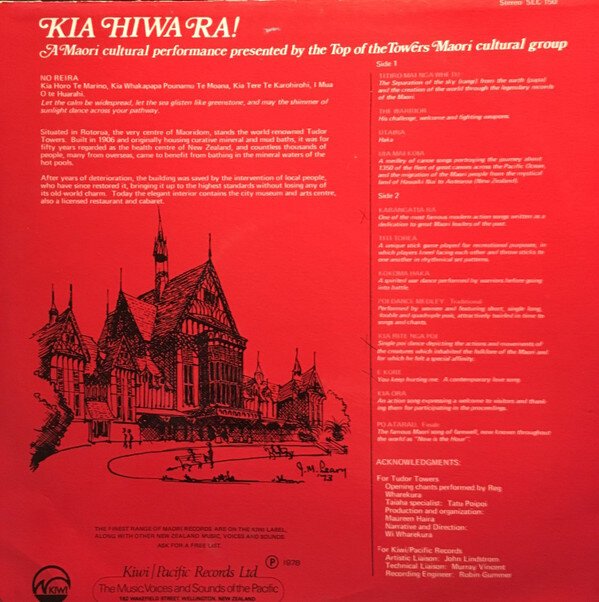 Stereo SLC-150
KIA HIWA RA!
A Maori cultural performance presented by the Top of the Towers Maori cultural group
NO REIRA
Kia Horo Te Marino, Kia Whakapapa Pounamu Te Moana, Kia Tere Te Karohirohi, I Mua
O te Huarahi.
Let the calm be widespread, let the sea glisten like greenstone, and may the shimmer of
sunlight dance across your pathway.
Situated in Rotorua, the very centre of Maoridom, stands the world renowned Tudor
Towers. Built in 1906 and originally housing curative mineral and mud baths, it was for
fifty years regarded as the health centre of New Zealand, and countless thousands of
people, many from overseas, came to benefit from bathing in the mineral waters of the
hot pools.
After years of deterioration, the building was saved by the intervention of local people,
who have since restored it, bringing it up to the highest standards without losing any of
its old world charm. Today the elegant interior contains the city museum and arts centre,
also a licensed restaurant and cabaret.
J.M. Leary
'73
THE FINEST RANGE OF MAORI RECORDS ARE ON THE KIWI LABEL,
ALONG WITH OTHER NEW ZEALAND MUSIC, VOICES AND SOUNDS.
ASK FOR A FREE LIST.
Ⓟ 1978
KIWI
Kiwi/Pacific Records Ltd
The Music, Voices and Sounds of the Pacific
182 WAKEFIELD STREET, WELLINGTON, NEW ZEALAND.
Side 1
TITIRO MAI NGA WHETU
The Separation of the sky (rangi) from the earth (papa)
and the creation of the world through the legendary records
of the Maori.
THE WARRIOR
His challenge, welcome and fighting weapons.
UTAINA
Haka
UIA MAI KOIA
A medley of canoe songs portraying the journey about
1350 of the fleet of great canoes across the Pacific Ocean,
and the migration of the Maori people from the mystical
land of Hawaiki Nui to Aotearoa (New Zealand).
Side 2
KARANGATIA RA
One of the most famous modern action songs written as a
dedication to great Maori leaders of the past.
TITI TOREA
A unique stick game played for recreational purposes, in
which players kneel facing each other and throw sticks to
one another in rhythmical set patterns.
KOKOMA HAKA
A spirited war dance performed by warriors before going
into battle.
POI DANCE MEDLEY Traditional
Performed by women and featuring short, single long,
double and quadruple pois, attractively twirled in time to
songs and chants.
KIA RITE NGA POI
Single poi dance depicting the actions and movements of
the creatures which inhabited the folklore of the Maori and
for which he felt a special affinity.
E KORE
You keep hurting me. A contemporary love song.
KIA ORA
An action song expressing a welcome to visitors and thanking
them for participating in the proceedings.
PO ATARAU Finale
The famous Maori song of farewell, now known throughout
the world as "Now is the Hour".
ACKNOWLEDGMENTS:
For Tudor Towers
Opening chants performed by Reg
Wharekura
Taiaha specialist: Tatu Poipoi
Production and organization:
Maureen Haira
Narrative and Direction:
Wi Wharekura
For Kiwi/Pacific Records
Artistic Liaison: John Lindstrom
Technical Liaison: Murray Vincent
Recording Engineer: Robin Gummer